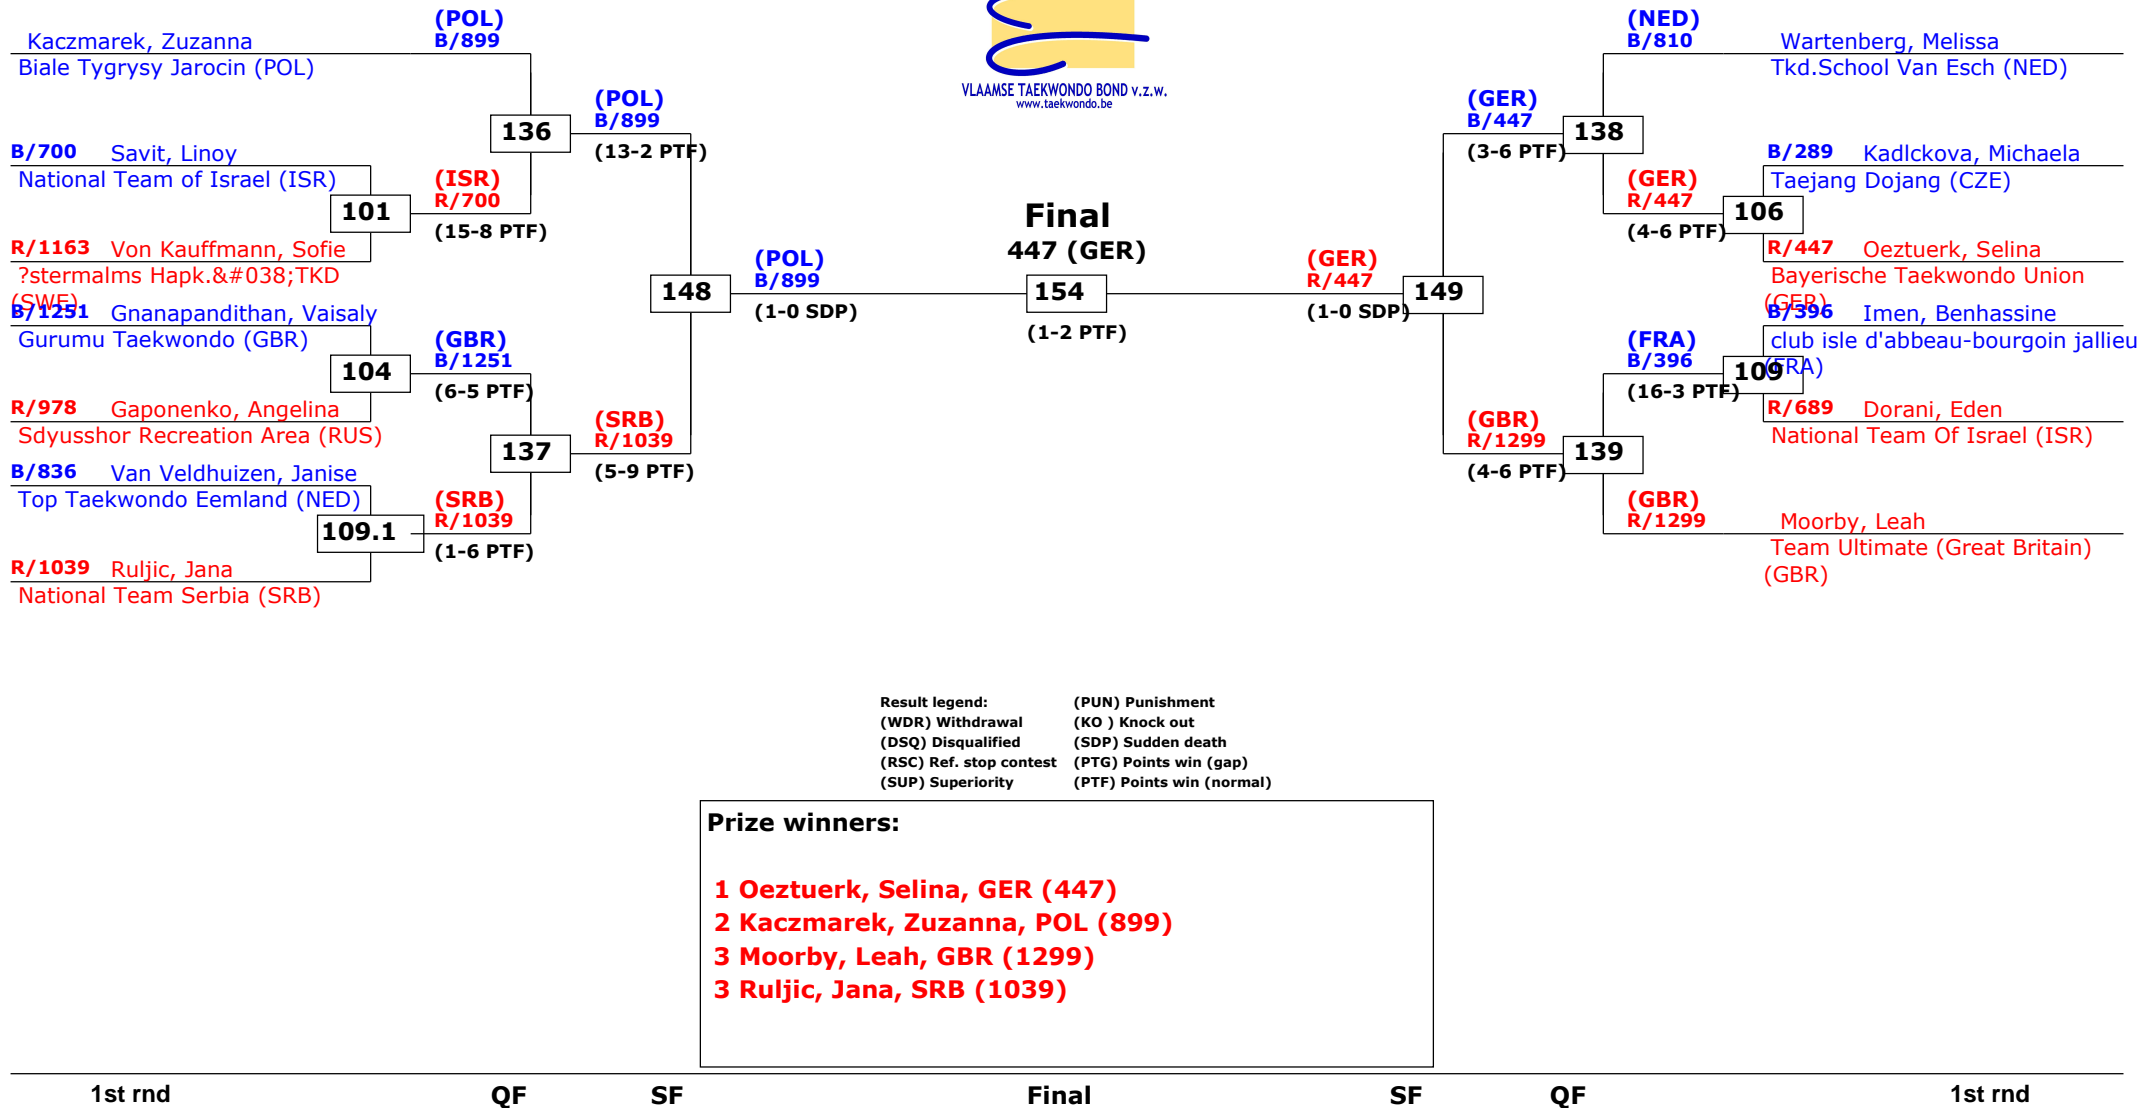 VLAAMSE TAEKWONDO BOND v.z.w.
www.taekwondo.be
(POL)
B/899
Kaczmarek, Zuzanna
Biale Tygrysy Jarocin (POL)
B/700 Savit, Linoy
National Team of Israel (ISR)
101
R/1163 Von Kauffmann, Sofie
?stermalms Hapk.&#038;TKD
(SWE)
B/1251 Gnanapandithan, Vaisaly
Gurumu Taekwondo (GBR)
104
R/978 Gaponenko, Angelina
Sdyusshor Recreation Area (RUS)
B/836 Van Veldhuizen, Janise
Top Taekwondo Eemland (NED)
109.1
R/1039 Ruljic, Jana
National Team Serbia (SRB)
136
(ISR)
R/700
(15-8 PTF)
(GBR)
B/1251
(6-5 PTF)
137
(SRB)
R/1039
(1-6 PTF)
(POL)
B/899
(13-2 PTF)
148
(SRB)
R/1039
(5-9 PTF)
(POL)
B/899
(1-0 SDP)
Final
447 (GER)
154
(1-2 PTF)
(GER)
R/447
(1-0 SDP)
149
(GER)
B/447
(3-6 PTF)
138
(GBR)
R/1299
(4-6 PTF)
139
(NED)
B/810
Wartenberg, Melissa
Tkd.School Van Esch (NED)
(GER)
R/447
(4-6 PTF)
106
B/289 Kadlckova, Michaela
Taejang Dojang (CZE)
R/447 Oeztuerk, Selina
Bayerische Taekwondo Union
(GER)
(FRA)
B/396
(16-3 PTF)
109
B/396 Imen, Benhassine
club isle d'abbeau-bourgoin jallieu
(FRA)
R/689 Dorani, Eden
National Team Of Israel (ISR)
(GBR)
R/1299
Moorby, Leah
Team Ultimate (Great Britain)
(GBR)
Result legend: (PUN) Punishment
(WDR) Withdrawal (KO ) Knock out
(DSQ) Disqualified (SDP) Sudden death
(RSC) Ref. stop contest (PTG) Points win (gap)
(SUP) Superiority (PTF) Points win (normal)
Prize winners:
1 Oeztuerk, Selina, GER (447)
2 Kaczmarek, Zuzanna, POL (899)
3 Moorby, Leah, GBR (1299)
3 Ruljic, Jana, SRB (1039)
1st rnd QF SF Final SF QF 1st rnd